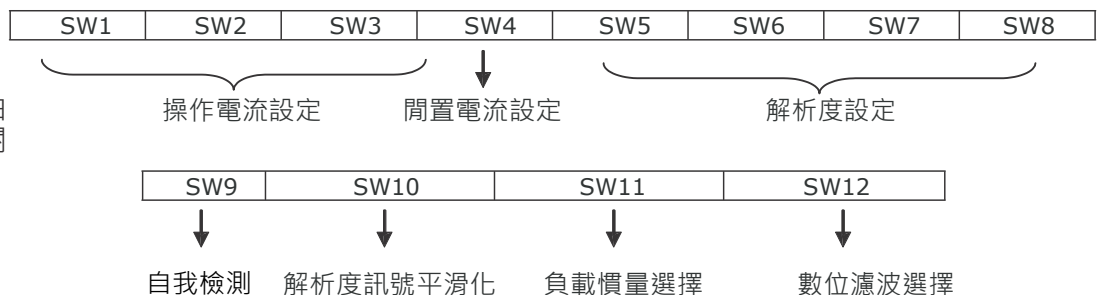 SW1 SW2 SW3 SW4 SW5 SW6 SW7 SW8
操作電流設定 閒置電流設定 解析度設定
SW9 SW10 SW11 SW12
自我檢測 解析度訊號平滑化 負載慣量選擇 數位濾波選擇